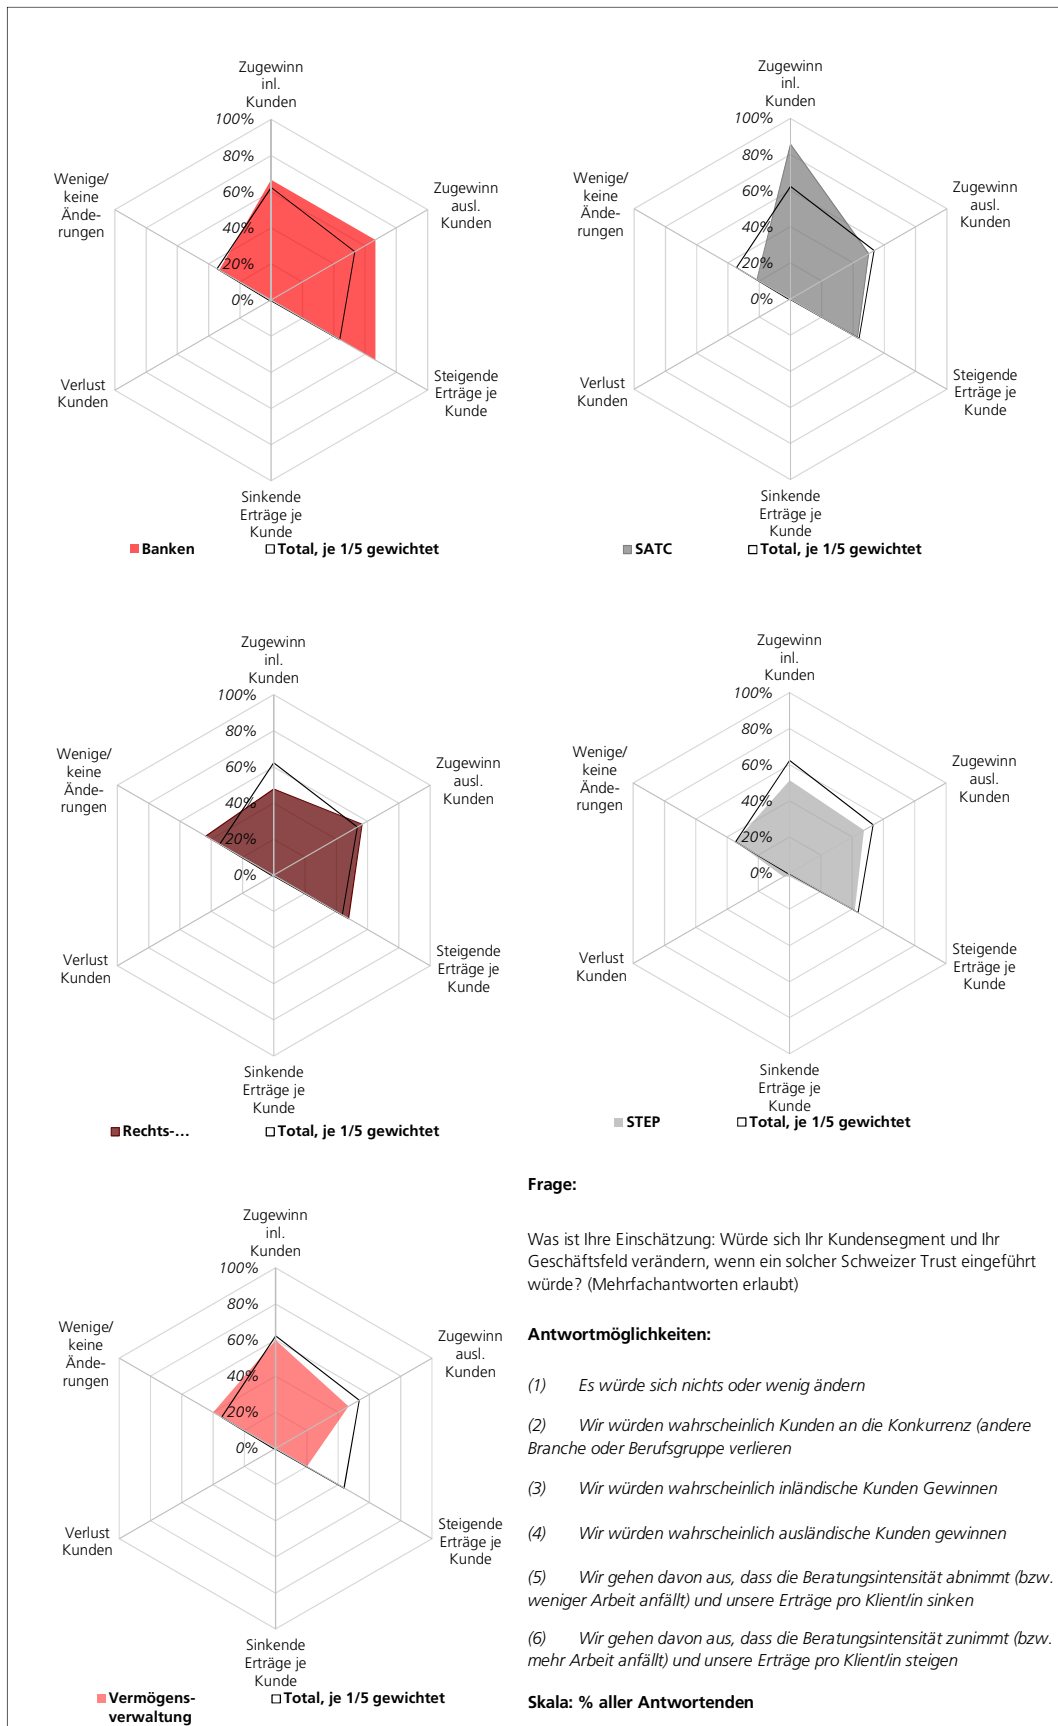 Zugewinn
inl.
Kunden
100%
80%
60%
40%
20%
0%
Wenige/
keine
Ände-
rungen
Zugewinn
ausl.
Kunden
Verlust
Kunden
Steigende
Erträge je
Kunde
Sinkende
Erträge je
Kunde
Banken
Total, je 1/5 gewichtet
Zugewinn
inl.
Kunden
100%
80%
60%
40%
20%
0%
Wenige/
keine
Ände-
rungen
Zugewinn
ausl.
Kunden
Verlust
Kunden
Steigende
Erträge je
Kunde
Sinkende
Erträge je
Kunde
SATC
Total, je 1/5 gewichtet
Zugewinn
inl.
Kunden
100%
80%
60%
40%
20%
0%
Wenige/
keine
Ände-
rungen
Zugewinn
ausl.
Kunden
Verlust
Kunden
Steigende
Erträge je
Kunde
Sinkende
Erträge je
Kunde
Rechts-...
Total, je 1/5 gewichtet
Zugewinn
inl.
Kunden
100%
80%
60%
40%
20%
0%
Wenige/
keine
Ände-
rungen
Zugewinn
ausl.
Kunden
Verlust
Kunden
Steigende
Erträge je
Kunde
Sinkende
Erträge je
Kunde
STEP
Total, je 1/5 gewichtet
Zugewinn
inl.
Kunden
100%
80%
60%
40%
20%
0%
Wenige/
keine
Ände-
rungen
Zugewinn
ausl.
Kunden
Verlust
Kunden
Steigende
Erträge je
Kunde
Sinkende
Erträge je
Kunde
Vermögens-
verwaltung
Total, je 1/5 gewichtet
Frage:
Was ist Ihre Einschätzung: Würde sich Ihr Kundensegment und Ihr
Geschäftsfeld verändern, wenn ein solcher Schweizer Trust eingeführt
würde? (Mehrfachantworten erlaubt)
Antwortmöglichkeiten:
(1) Es würde sich nichts oder wenig ändern
(2) Wir würden wahrscheinlich Kunden an die Konkurrenz (andere
Branche oder Berufsgruppe verlieren
(3) Wir würden wahrscheinlich inländische Kunden Gewinnen
(4) Wir würden wahrscheinlich ausländische Kunden gewinnen
(5) Wir gehen davon aus, dass die Beratungsintensität abnimmt (bzw.
weniger Arbeit anfällt) und unsere Erträge pro Klient/in sinken
(6) Wir gehen davon aus, dass die Beratungsintensität zunimmt (bzw.
mehr Arbeit anfällt) und unsere Erträge pro Klient/in steigen
Skala: % aller Antwortenden